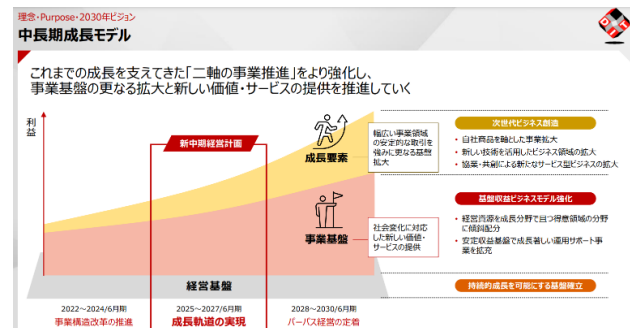 理念・Purpose・2030年ビジョン
中長期成長モデル
DIT
これまでの成長を支えてきた「二軸の事業推進」をより強化し、
事業基盤の更なる拡大と新しい価値・サービスの提供を推進していく
利益
新中期経営計画
成長要素
幅広い事業領域
の安定的な取引を
強みに更なる基盤
拡大
次世代ビジネス創造
• 自社商品を軸とした事業拡大
• 新しい技術を活用したビジネス領域の拡大
• 協業・共創による新たなサービス型ビジネスの拡大
事業基盤
社会変化に対応
した新しい価値・
サービスの提供
基盤収益ビジネスモデル強化
• 経営資源を成長分野で且つ得意領域の分野
に傾斜配分
• 安定収益基盤で成長著しい運用サポート事
業を拡充
経営基盤
持続的成長を可能にする基盤確立
2022～2024/6月期
事業構造改革の推進
2025～2027/6月期
成長軌道の実現
2028～2030/6月期
パーパス経営の定着